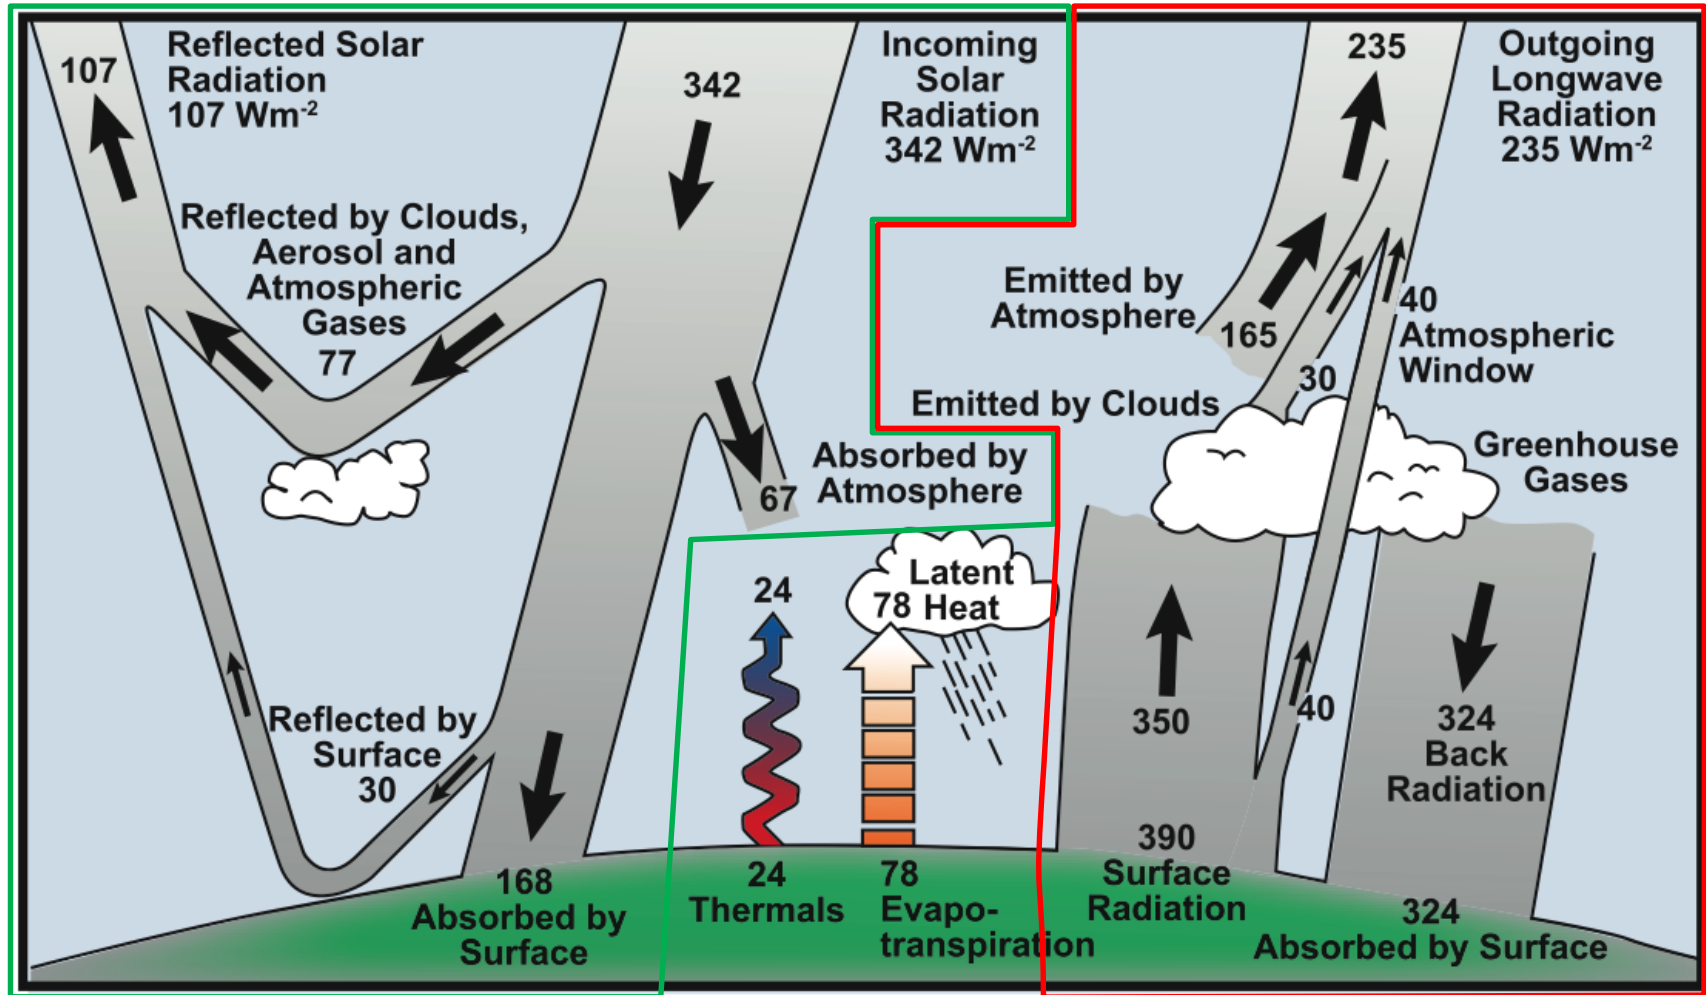 107
Reflected Solar
Radiation
107 Wm⁻²
342
Incoming
Solar
Radiation
342 Wm⁻²
235
Outgoing
Longwave
Radiation
235 Wm⁻²
Reflected by Clouds,
Aerosol and
Atmospheric
Gases
77
Emitted by
Atmosphere
165
40
Atmospheric
Window
30
Emitted by Clouds
Absorbed by
Atmosphere
67
Greenhouse
Gases
24
Latent
78 Heat
Reflected by
Surface
30
350
40
324
Back
Radiation
168
Absorbed by
Surface
24
Thermals
78
Evapo-
transpiration
390
Surface
Radiation
324
Absorbed by Surface